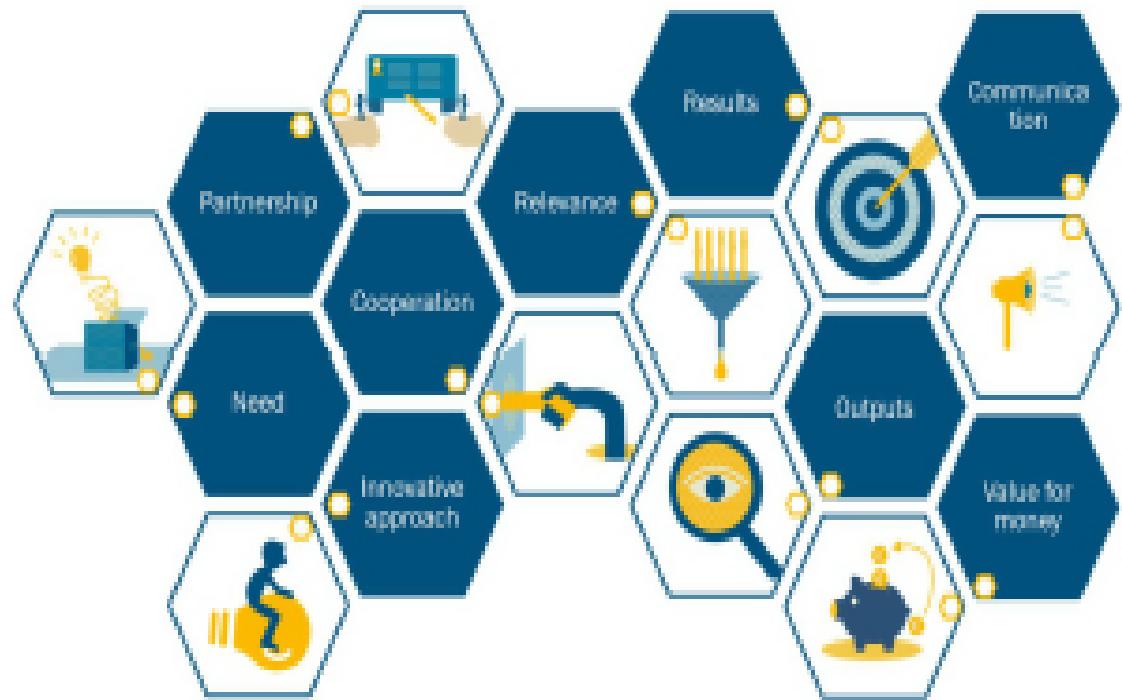 Partnership
Need
Cooperation
Innovative
approach
Relevance
Results
Outputs
Communica
tion
Value for
money